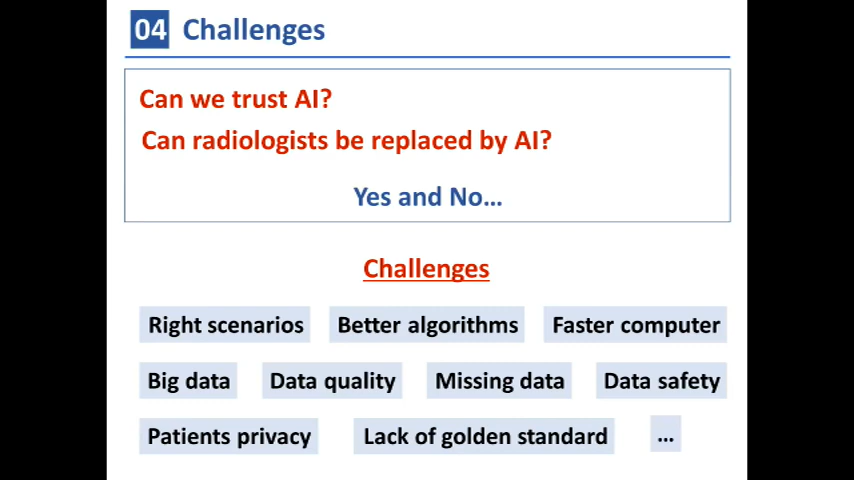 04 Challenges
Can we trust AI?
Can radiologists be replaced by AI?
Yes and No...
Challenges
Right scenarios Better algorithms Faster computer
Big data Data quality Missing data Data safety
Patients privacy Lack of golden standard ...